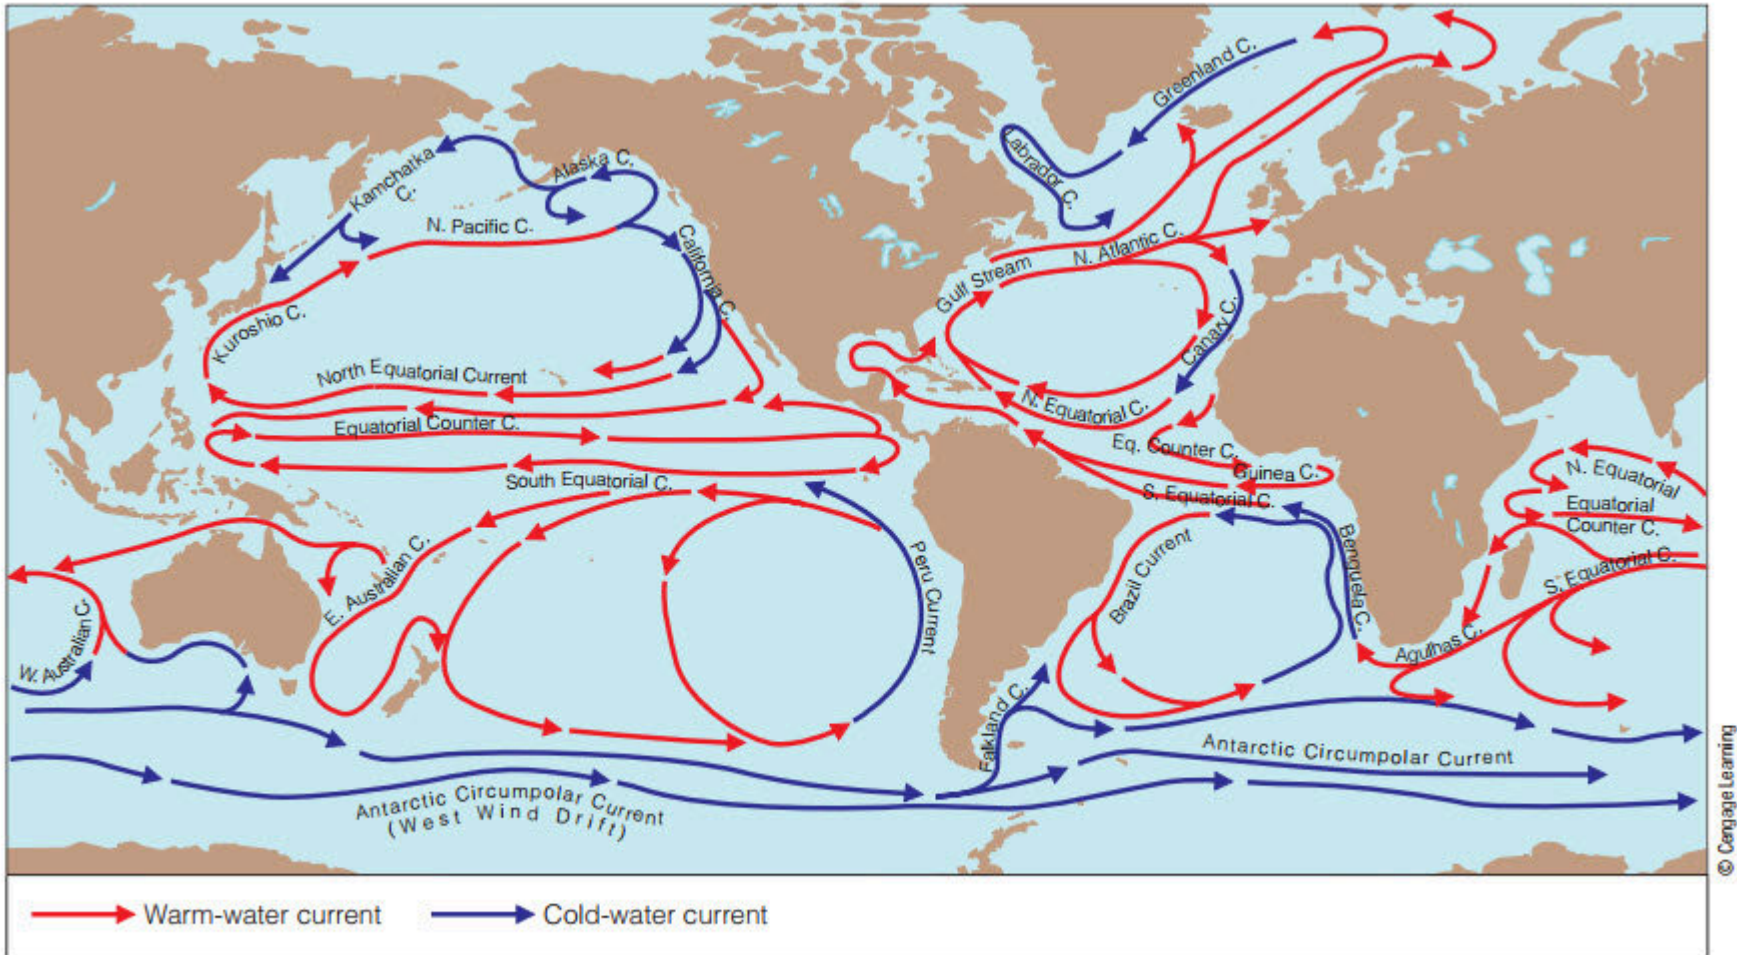 Greenland C.
Labrador C.
Kamchatka
C.
Alaska C.
N. Pacific C.
California C.
Kuroshio C.
North Equatorial Current
Equatorial Counter C.
South Equatorial C.
N. Atlantic C.
Gulf Stream
Canary C.
N. Equatorial C.
Eq. Counter C.
Guinea C.
S. Equatorial C.
N. Equatorial
Equatorial
Counter C.
S. Equatorial C.
E. Australian C.
W. Australian C.
Peru Current
Brazil Current
Benguela C.
Agulhas C.
Falkland C.
Antarctic Circumpolar Current
Antarctic Circumpolar Current
(West Wind Drift)
© Cengage Learning
Warm-water current
Cold-water current